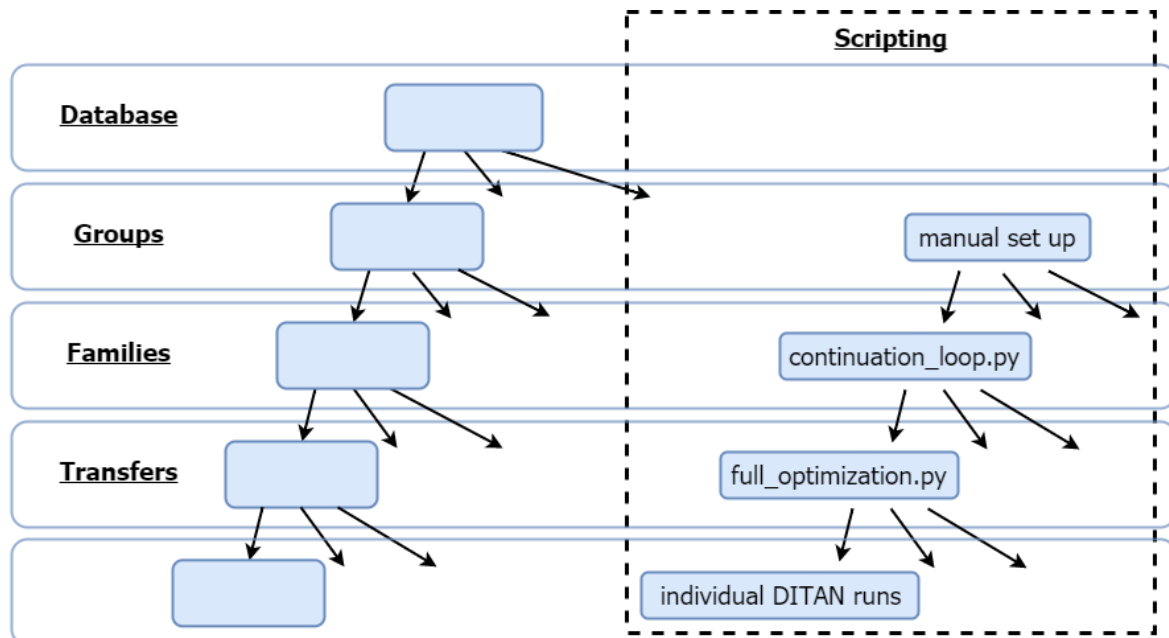 Scripting
Database
Groups
manual set up
Families
continuation_loop.py
Transfers
full_optimization.py
individual DITAN runs